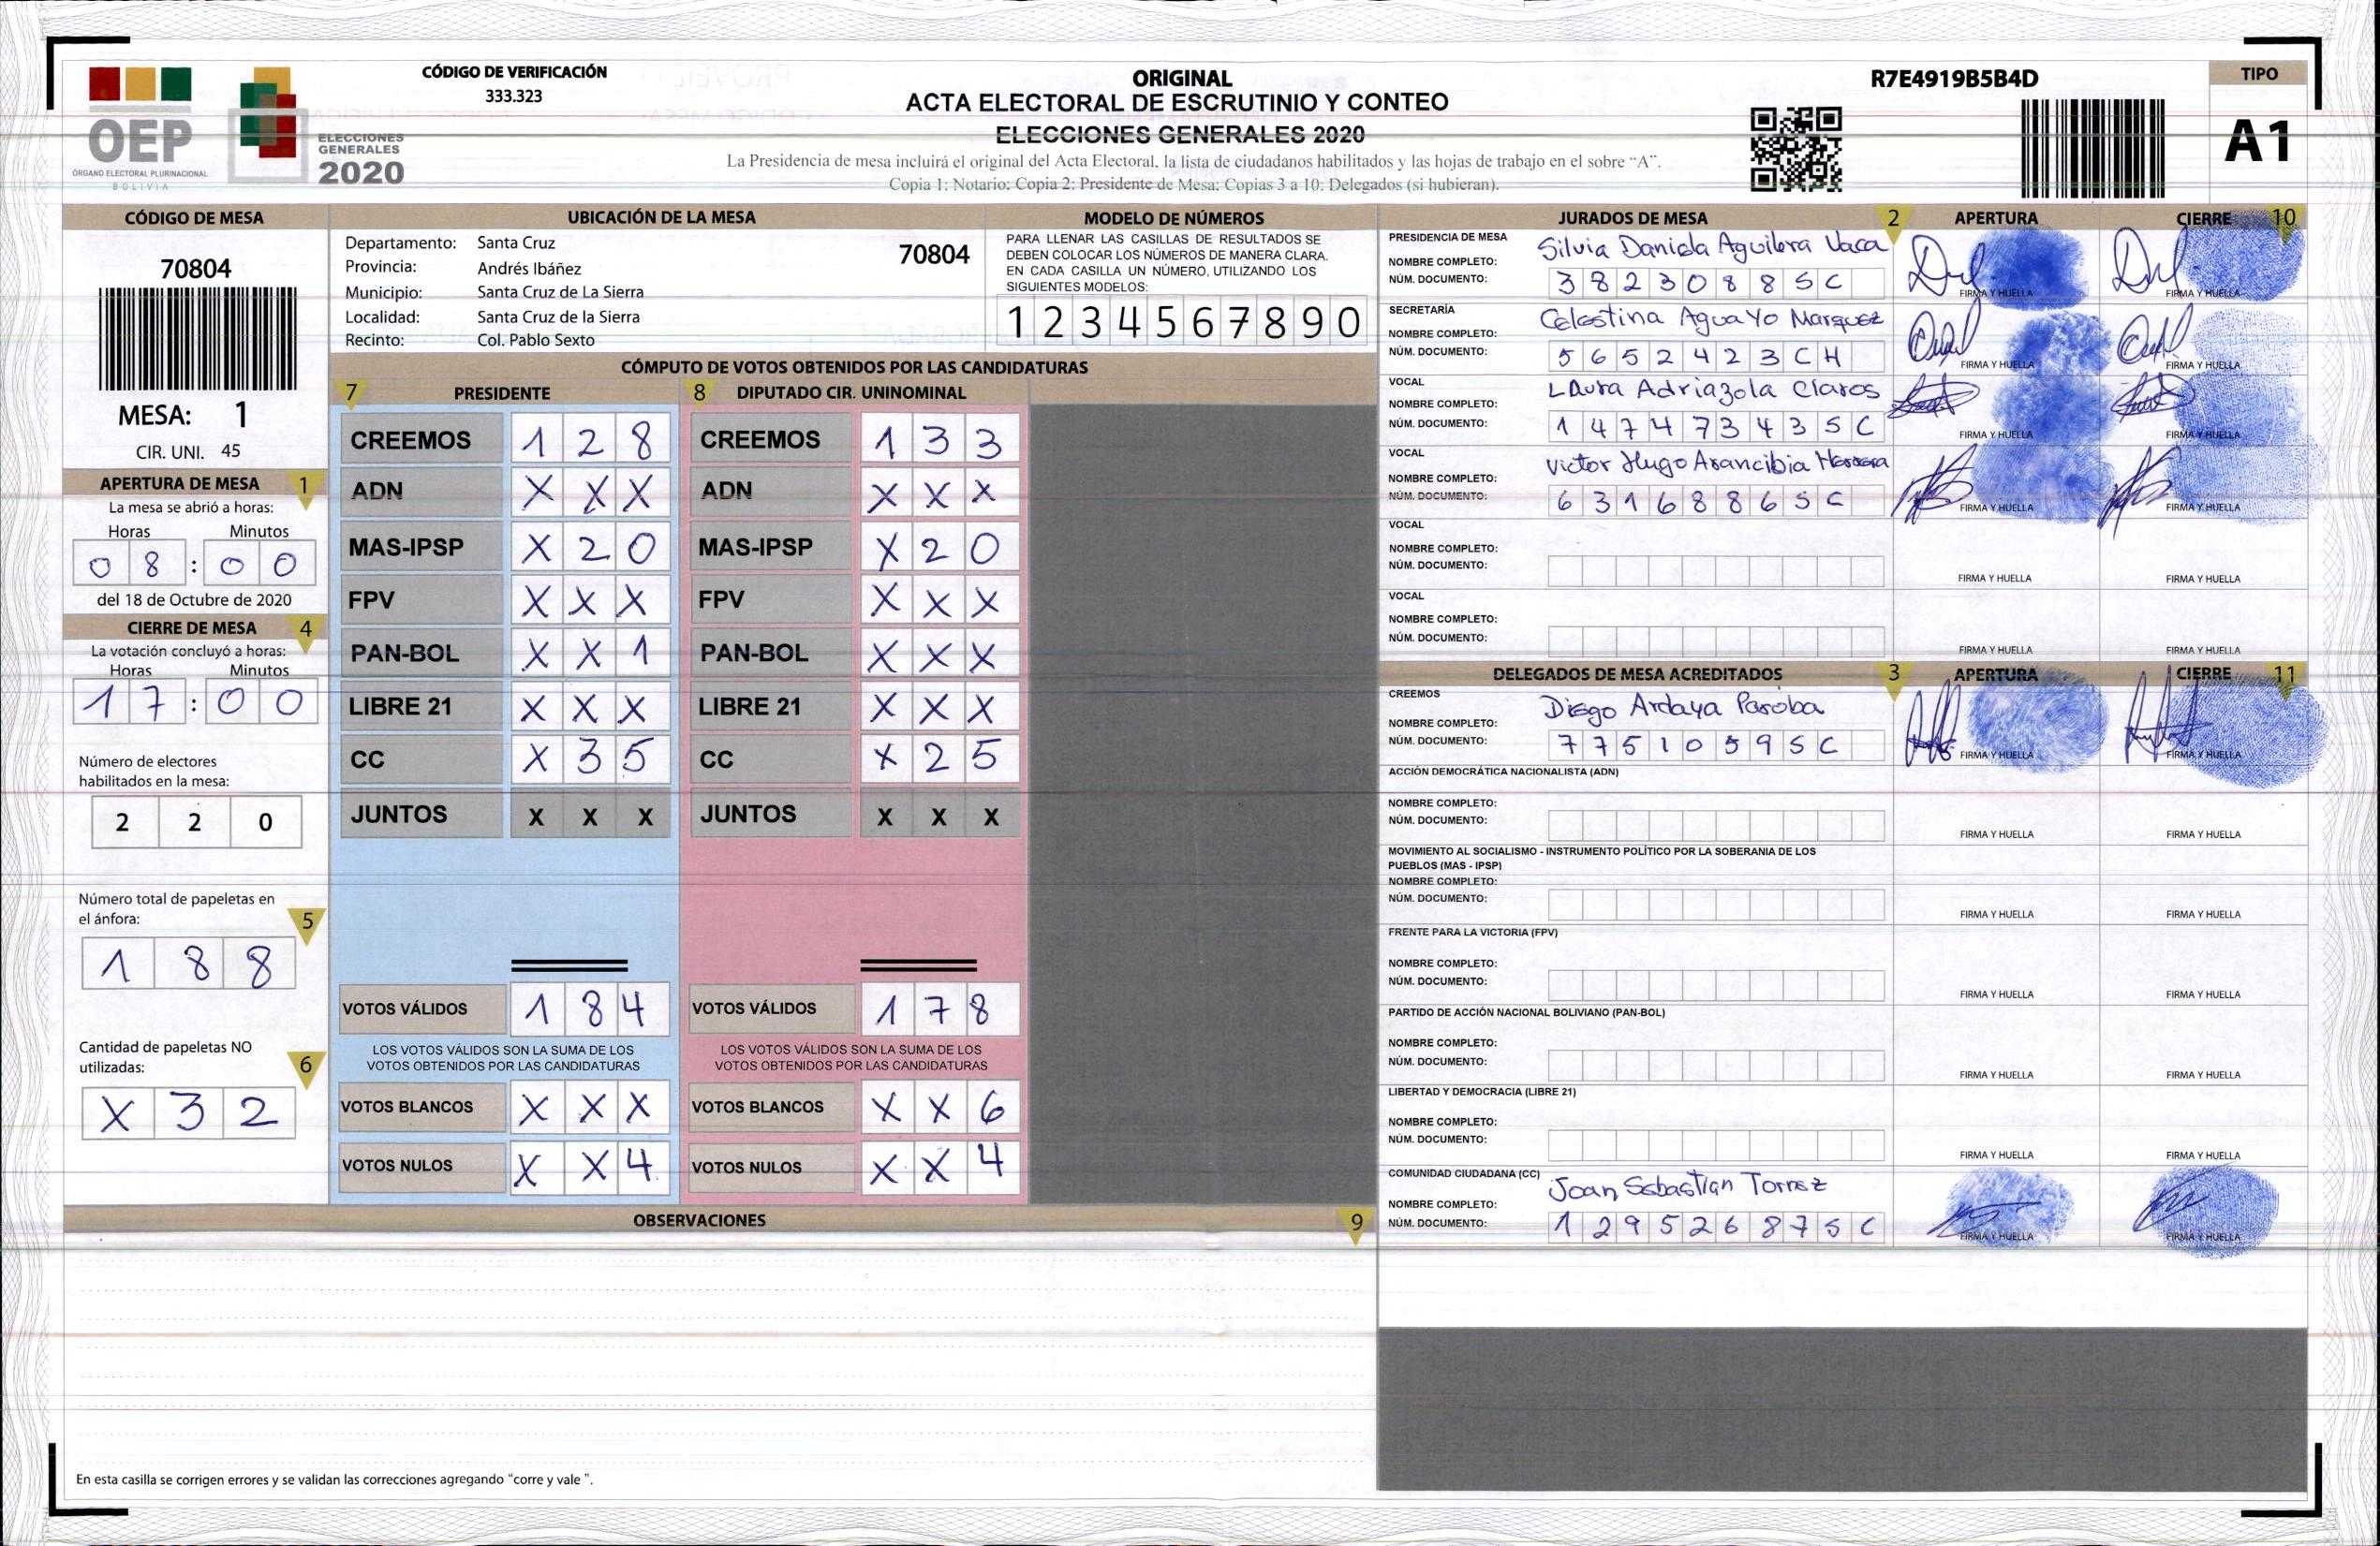 OEP
ÓRGANO ELECTORAL PLURINACIONAL
BOLIVIA
ELECCIONES
GENERALES
2020
CÓDIGO DE VERIFICACIÓN
333.323
ORIGINAL
ACTA ELECTORAL DE ESCRUTINIO Y CONTEO
ELECCIONES GENERALES 2020
La Presidencia de mesa incluirá el original del Acta Electoral, la lista de ciudadanos habilitados y las hojas de trabajo en el sobre “A”.
Copia 1: Notario; Copia 2: Presidente de Mesa; Copias 3 a 10: Delegados (si hubieran).
R7E4919B5B4D
TIPO
A1
CÓDIGO DE MESA
70804
MESA: 1
CIR. UNI. 45
APERTURA DE MESA 1
La mesa se abrió a horas:
Horas Minutos
08:00
del 18 de Octubre de 2020
CIERRE DE MESA 4
La votación concluyó a horas:
Horas Minutos
17:00
Número de electores
habilitados en la mesa:
2 2 0
Número total de papeletas en
el ánfora: 5
1 8 8
Cantidad de papeletas NO
utilizadas: 6
X 3 2
UBICACIÓN DE LA MESA
Departamento: Santa Cruz 70804
Provincia: Andrés Ibáñez
Municipio: Santa Cruz de La Sierra
Localidad: Santa Cruz de la Sierra
Recinto: Col. Pablo Sexto
MODELO DE NÚMEROS
PARA LLENAR LAS CASILLAS DE RESULTADOS SE
DEBEN COLOCAR LOS NÚMEROS DE MANERA CLARA.
EN CADA CASILLA UN NÚMERO, UTILIZANDO LOS
SIGUIENTES MODELOS:
1 2 3 4 5 6 7 8 9 0
CÓMPUTO DE VOTOS OBTENIDOS POR LAS CANDIDATURAS
7 PRESIDENTE 8 DIPUTADO CIR. UNINOMINAL
CREEMOS 1 2 8 CREEMOS 1 3 3
ADN X X X ADN X X X
MAS-IPSP X 2 0 MAS-IPSP X 2 0
FPV X X X FPV X X X
PAN-BOL X X 1 PAN-BOL X X X
LIBRE 21 X X X LIBRE 21 X X X
CC X 3 5 CC X 2 5
JUNTOS X X X JUNTOS X X X
VOTOS VÁLIDOS 1 8 4 VOTOS VÁLIDOS 1 7 8
LOS VOTOS VÁLIDOS SON LA SUMA DE LOS LOS VOTOS VÁLIDOS SON LA SUMA DE LOS
VOTOS OBTENIDOS POR LAS CANDIDATURAS VOTOS OBTENIDOS POR LAS CANDIDATURAS
VOTOS BLANCOS X X X VOTOS BLANCOS X X 6
VOTOS NULOS X X 4 VOTOS NULOS X X 4
OBSERVACIONES 9
En esta casilla se corrigen errores y se validan las correcciones agregando “corre y vale ”.
JURADOS DE MESA 2 APERTURA CIERRE 10
PRESIDENCIA DE MESA
NOMBRE COMPLETO: Silvia Daniela Aguilera Vaca
NÚM. DOCUMENTO: 3 8 2 3 0 8 8 S C
FIRMA Y HUELLA FIRMA Y HUELLA
SECRETARÍA
NOMBRE COMPLETO: Celestina AguaYo Marquez
NÚM. DOCUMENTO: 5 6 5 2 4 2 3 C H
FIRMA Y HUELLA FIRMA Y HUELLA
VOCAL
NOMBRE COMPLETO: Laura Adriazola Claros
NÚM. DOCUMENTO: 1 4 7 4 7 3 4 3 S C
FIRMA Y HUELLA FIRMA Y HUELLA
VOCAL
NOMBRE COMPLETO: Victor Hugo Arancibia Herrera
NÚM. DOCUMENTO: 6 3 1 6 8 8 6 S C
FIRMA Y HUELLA FIRMA Y HUELLA
VOCAL
NOMBRE COMPLETO:
NÚM. DOCUMENTO:
FIRMA Y HUELLA FIRMA Y HUELLA
VOCAL
NOMBRE COMPLETO:
NÚM. DOCUMENTO:
FIRMA Y HUELLA FIRMA Y HUELLA
DELEGADOS DE MESA ACREDITADOS 3 APERTURA CIERRE 11
CREEMOS
NOMBRE COMPLETO: Diego Ardaya Paroba
NÚM. DOCUMENTO: 7 7 5 1 0 5 9 S C
FIRMA Y HUELLA FIRMA Y HUELLA
ACCIÓN DEMOCRÁTICA NACIONALISTA (ADN)
NOMBRE COMPLETO:
NÚM. DOCUMENTO:
FIRMA Y HUELLA FIRMA Y HUELLA
MOVIMIENTO AL SOCIALISMO - INSTRUMENTO POLÍTICO POR LA SOBERANIA DE LOS
PUEBLOS (MAS - IPSP)
NOMBRE COMPLETO:
NÚM. DOCUMENTO:
FIRMA Y HUELLA FIRMA Y HUELLA
FRENTE PARA LA VICTORIA (FPV)
NOMBRE COMPLETO:
NÚM. DOCUMENTO:
FIRMA Y HUELLA FIRMA Y HUELLA
PARTIDO DE ACCIÓN NACIONAL BOLIVIANO (PAN-BOL)
NOMBRE COMPLETO:
NÚM. DOCUMENTO:
FIRMA Y HUELLA FIRMA Y HUELLA
LIBERTAD Y DEMOCRACIA (LIBRE 21)
NOMBRE COMPLETO:
NÚM. DOCUMENTO:
FIRMA Y HUELLA FIRMA Y HUELLA
COMUNIDAD CIUDADANA (CC)
NOMBRE COMPLETO: Joan Sebastian Torrez
NÚM. DOCUMENTO: 1 2 9 5 2 6 8 7 S C
FIRMA Y HUELLA FIRMA Y HUELLA